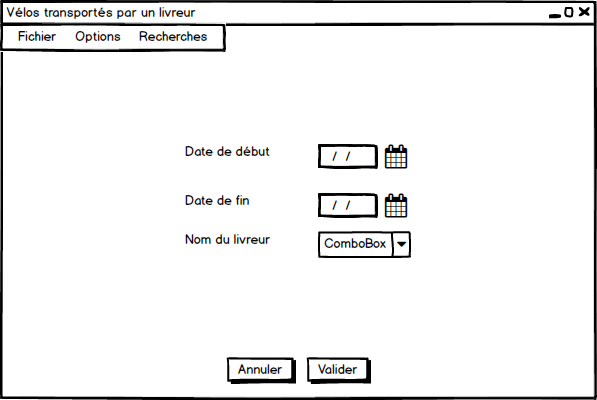 Vélos transportés par un livreur
Fichier Options Recherches
Date de début / /
Date de fin / /
Nom du livreur ComboBox
Annuler Valider